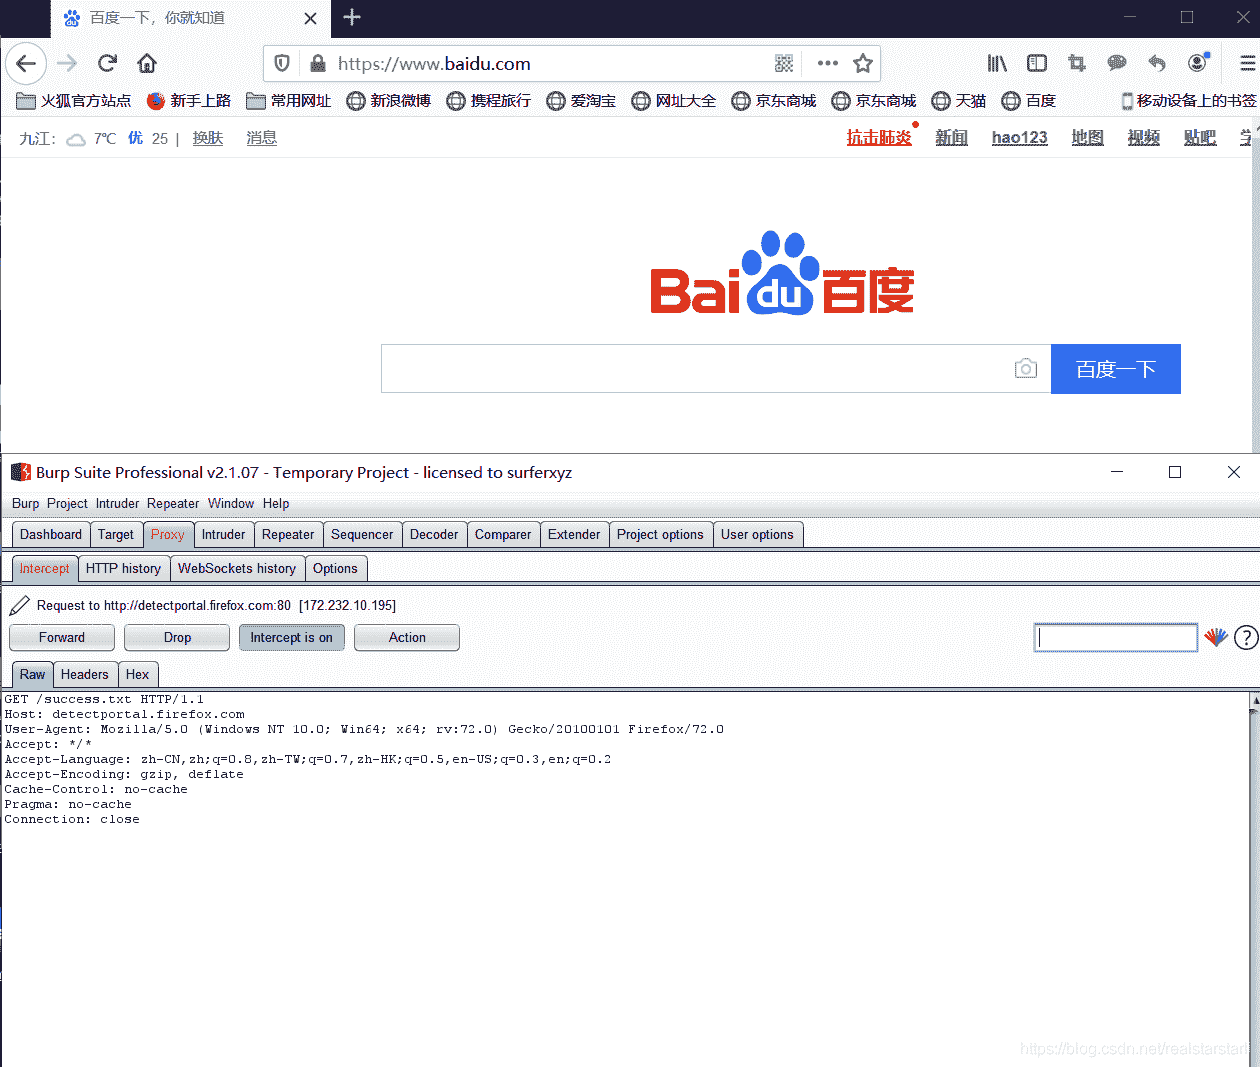 百度一下，你就知道
https://www.baidu.com
火狐官方站点 新手上路 常用网址 新浪微博 携程旅行 爱淘宝 网址大全 京东商城 京东商城 天猫 百度 移动设备上的书签
九江: 7℃ 优 25 | 换肤 消息 抗击肺炎 新闻 hao123 地图 视频 贴吧 学
Bai du 百度
百度一下
Burp Suite Professional v2.1.07 - Temporary Project - licensed to surferxyz
Burp Project Intruder Repeater Window Help
Dashboard Target Proxy Intruder Repeater Sequencer Decoder Comparer Extender Project options User options
Intercept HTTP history WebSockets history Options
Request to http://detectportal.firefox.com:80 [172.232.10.195]
Forward Drop Intercept is on Action ?
Raw Headers Hex
GET /success.txt HTTP/1.1
Host: detectportal.firefox.com
User-Agent: Mozilla/5.0 (Windows NT 10.0; Win64; x64; rv:72.0) Gecko/20100101 Firefox/72.0
Accept: */*
Accept-Language: zh-CN,zh;q=0.8,zh-TW;q=0.7,zh-HK;q=0.5,en-US;q=0.3,en;q=0.2
Accept-Encoding: gzip, deflate
Cache-Control: no-cache
Pragma: no-cache
Connection: close